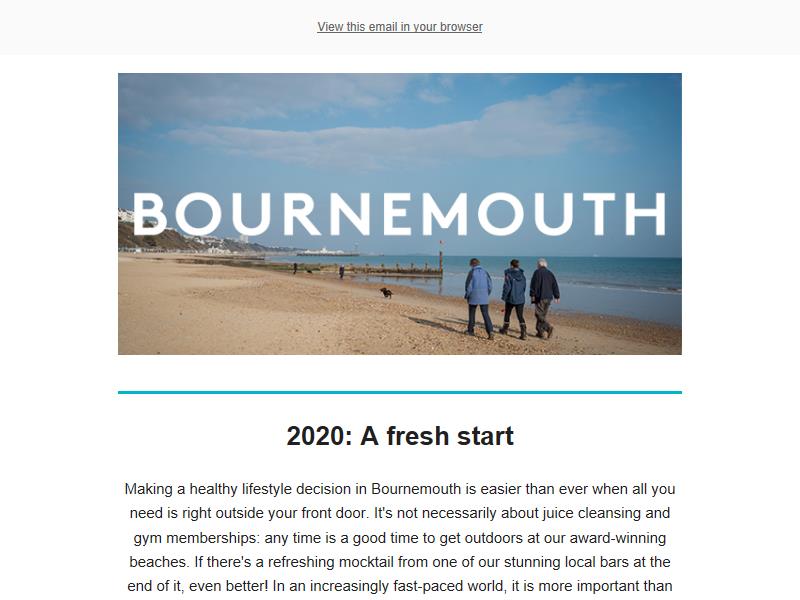 View this email in your browser
BOURNEMOUTH
2020: A fresh start
Making a healthy lifestyle decision in Bournemouth is easier than ever when all you
need is right outside your front door. It's not necessarily about juice cleansing and
gym memberships: any time is a good time to get outdoors at our award-winning
beaches. If there's a refreshing mocktail from one of our stunning local bars at the
end of it, even better! In an increasingly fast-paced world, it is more important than